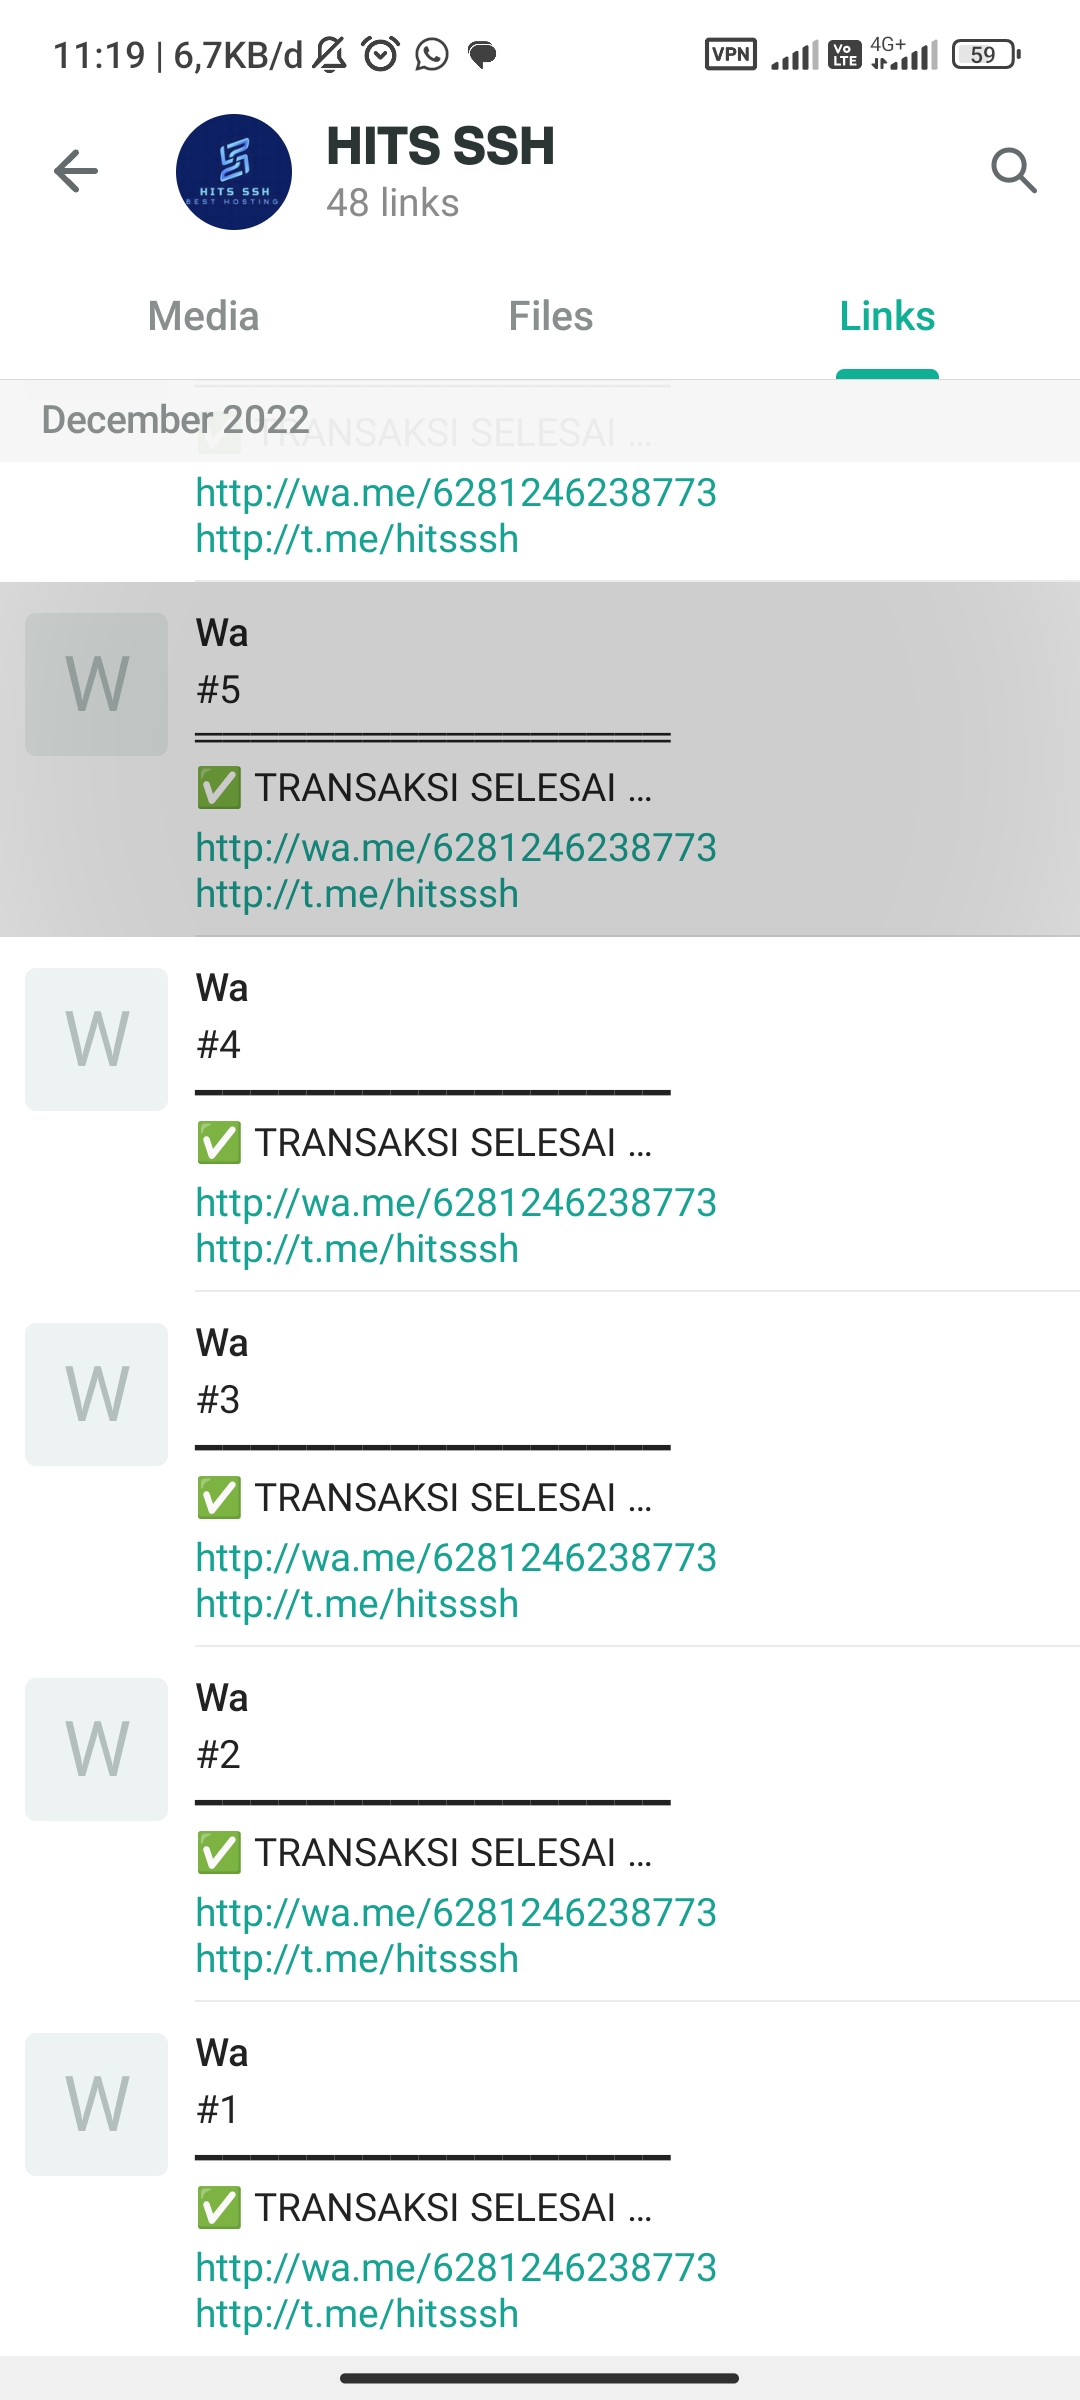 11:19 | 6,7KB/d
VPN
Vo
LTE
4G+
59
HITS SSH
BEST HOSTING
HITS SSH
48 links
Media
Files
Links
December 2022
✅ TRANSAKSI SELESAI ...
http://wa.me/6281246238773
http://t.me/hitsssh
W
Wa
#5
✅ TRANSAKSI SELESAI ...
http://wa.me/6281246238773
http://t.me/hitsssh
W
Wa
#4
✅ TRANSAKSI SELESAI ...
http://wa.me/6281246238773
http://t.me/hitsssh
W
Wa
#3
✅ TRANSAKSI SELESAI ...
http://wa.me/6281246238773
http://t.me/hitsssh
W
Wa
#2
✅ TRANSAKSI SELESAI ...
http://wa.me/6281246238773
http://t.me/hitsssh
W
Wa
#1
✅ TRANSAKSI SELESAI ...
http://wa.me/6281246238773
http://t.me/hitsssh